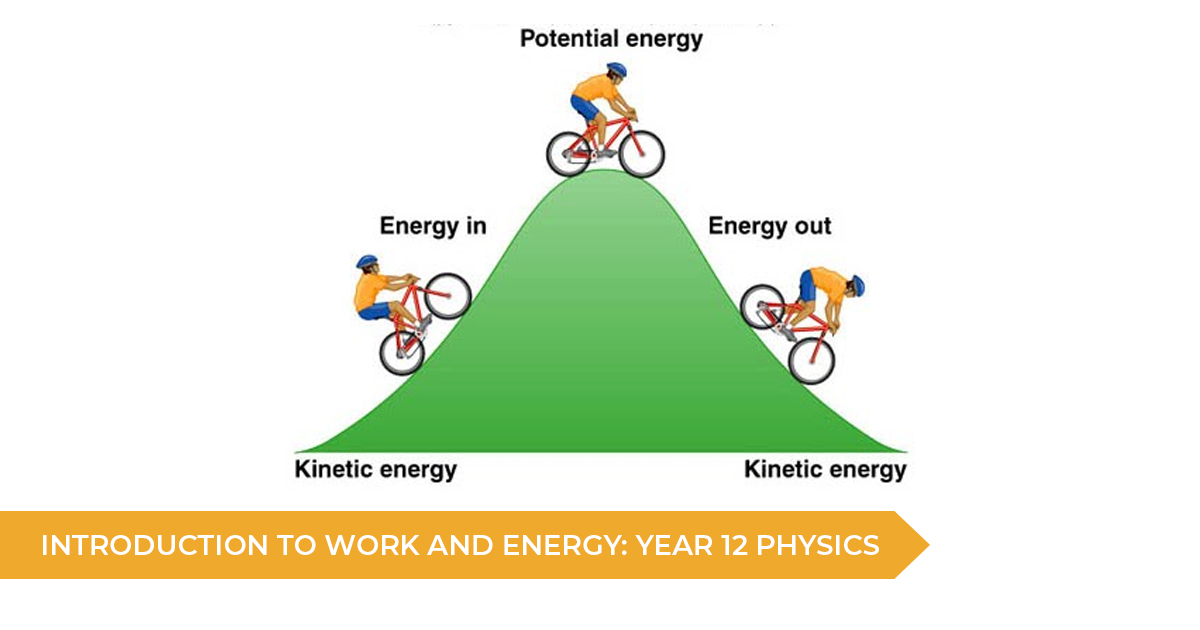 Potential energy
Energy in
Energy out
Kinetic energy
Kinetic energy
INTRODUCTION TO WORK AND ENERGY: YEAR 12 PHYSICS